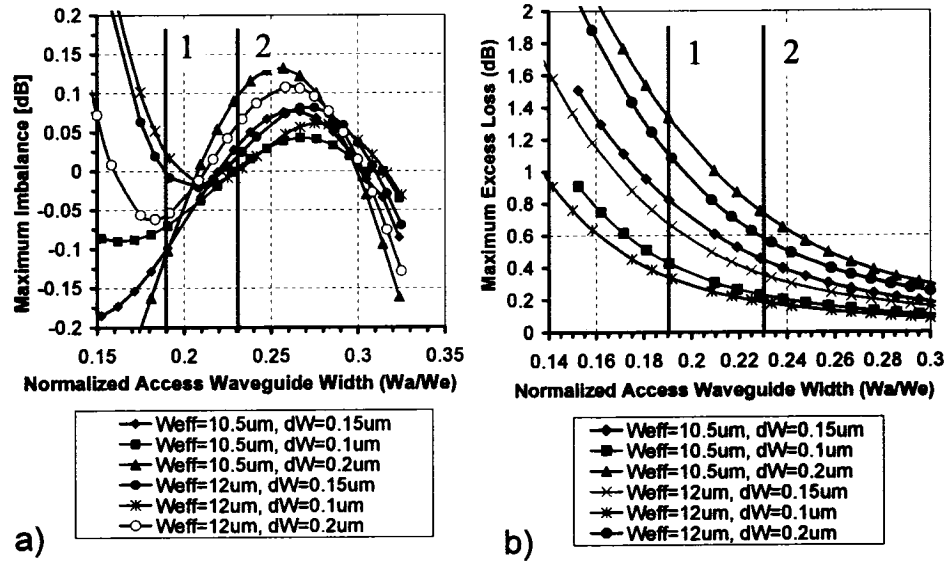 0.2
0.15
0.1
0.05
0
-0.05
-0.1
-0.15
-0.2
Maximum Imbalance [dB]
1
2
0.15 0.2 0.25 0.3 0.35
Normalized Access Waveguide Width (Wa/We)
Weff=10.5um, dW=0.15um
Weff=10.5um, dW=0.1um
Weff=10.5um, dW=0.2um
Weff=12um, dW=0.15um
Weff=12um, dW=0.1um
Weff=12um, dW=0.2um
a)
2
1.8
1.6
1.4
1.2
1
0.8
0.6
0.4
0.2
0
Maximum Excess Loss (dB)
1
2
0.14 0.16 0.18 0.2 0.22 0.24 0.26 0.28 0.3
Normalized Access Waveguide Width (Wa/We)
Weff=10.5um, dW=0.15um
Weff=10.5um, dW=0.1um
Weff=10.5um, dW=0.2um
Weff=12um, dW=0.15um
Weff=12um, dW=0.1um
Weff=12um, dW=0.2um
b)